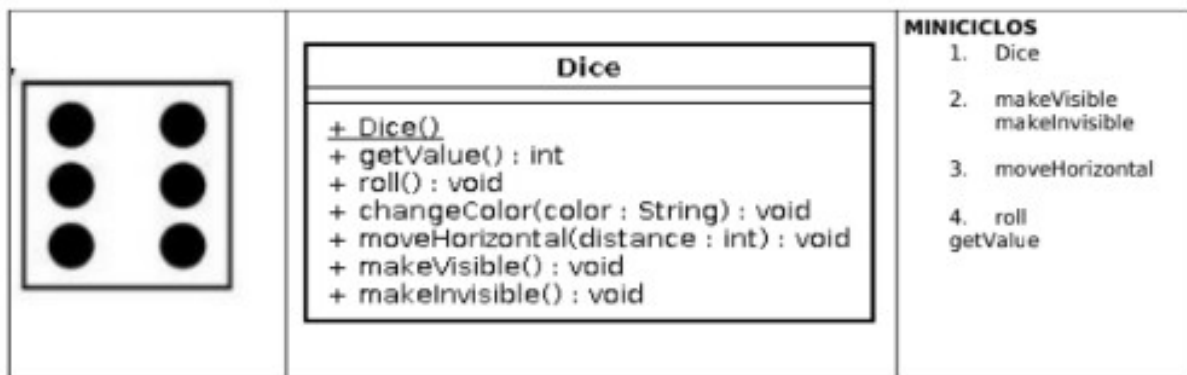 Dice
+ Dice()
+ getValue() : int
+ roll() : void
+ changeColor(color : String) : void
+ moveHorizontal(distance : int) : void
+ makeVisible() : void
+ makeInvisible() : void
MINICICLOS
1. Dice
2. makeVisible
makeInvisible
3. moveHorizontal
4. roll
getValue